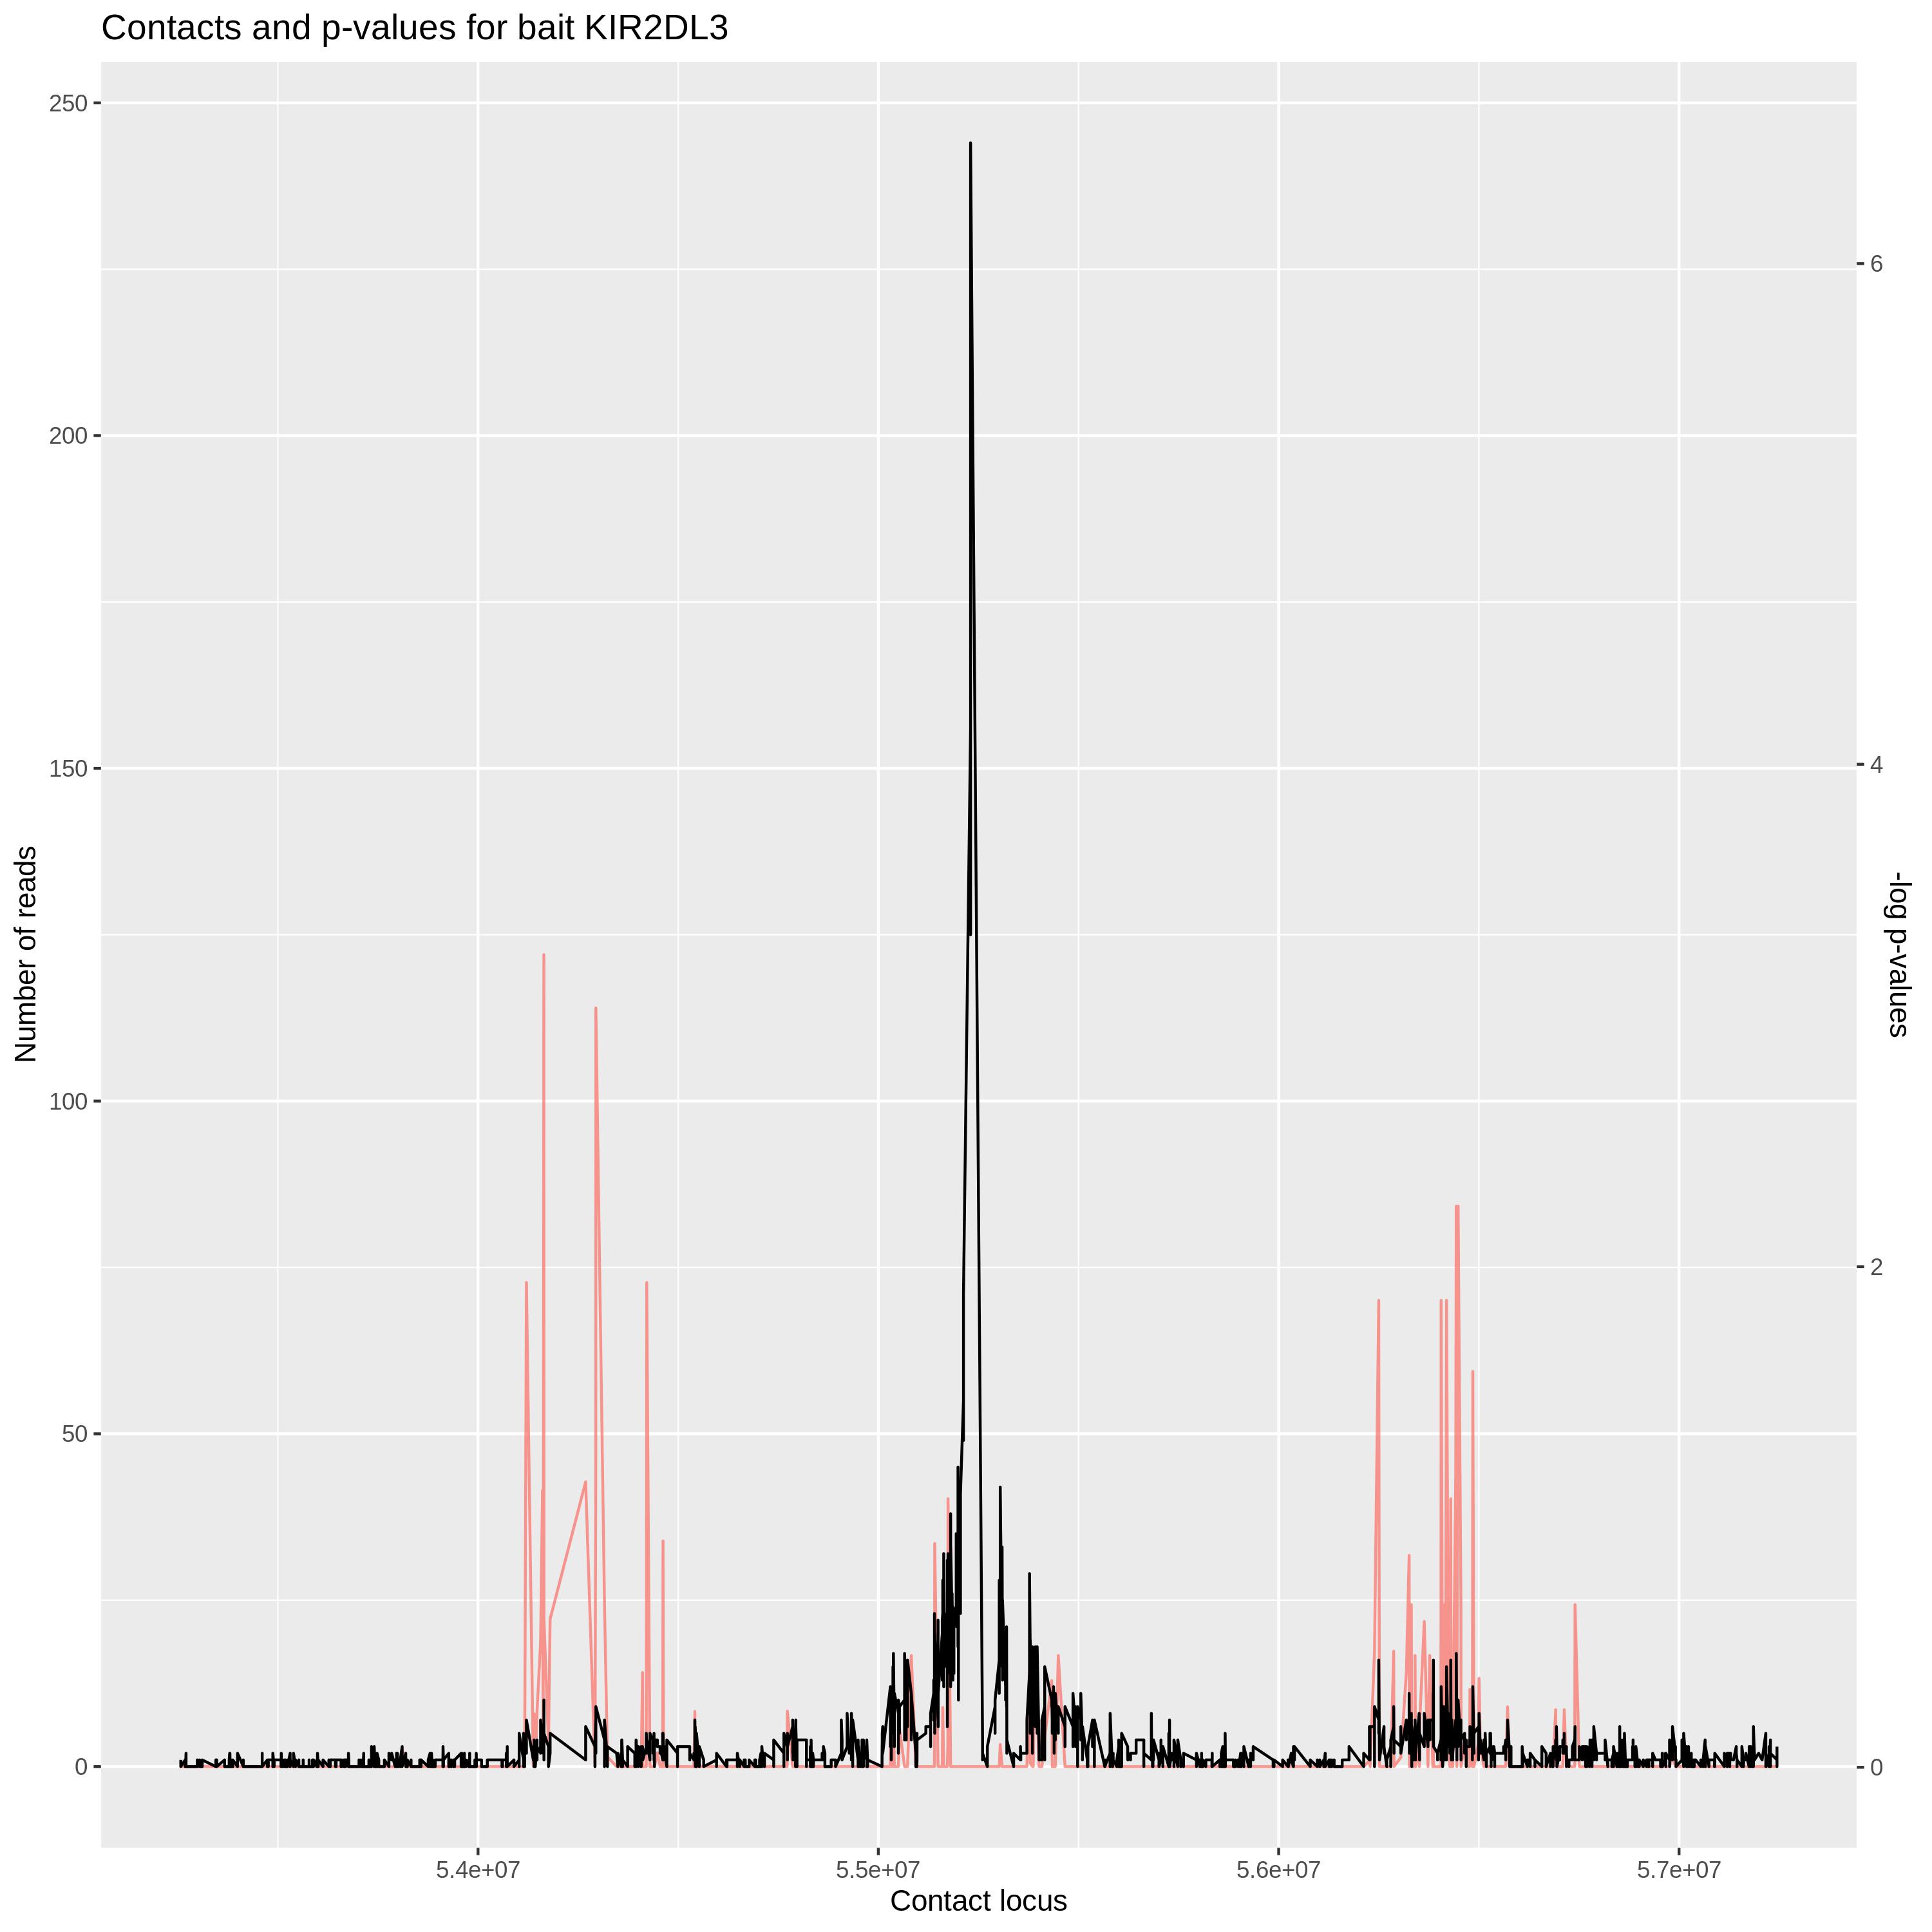 Contacts and p-values for bait KIR2DL3
250
200
150
100
50
0
Number of reads
6
4
2
0
-log p-values
5.4e+07
5.5e+07
5.6e+07
5.7e+07
Contact locus